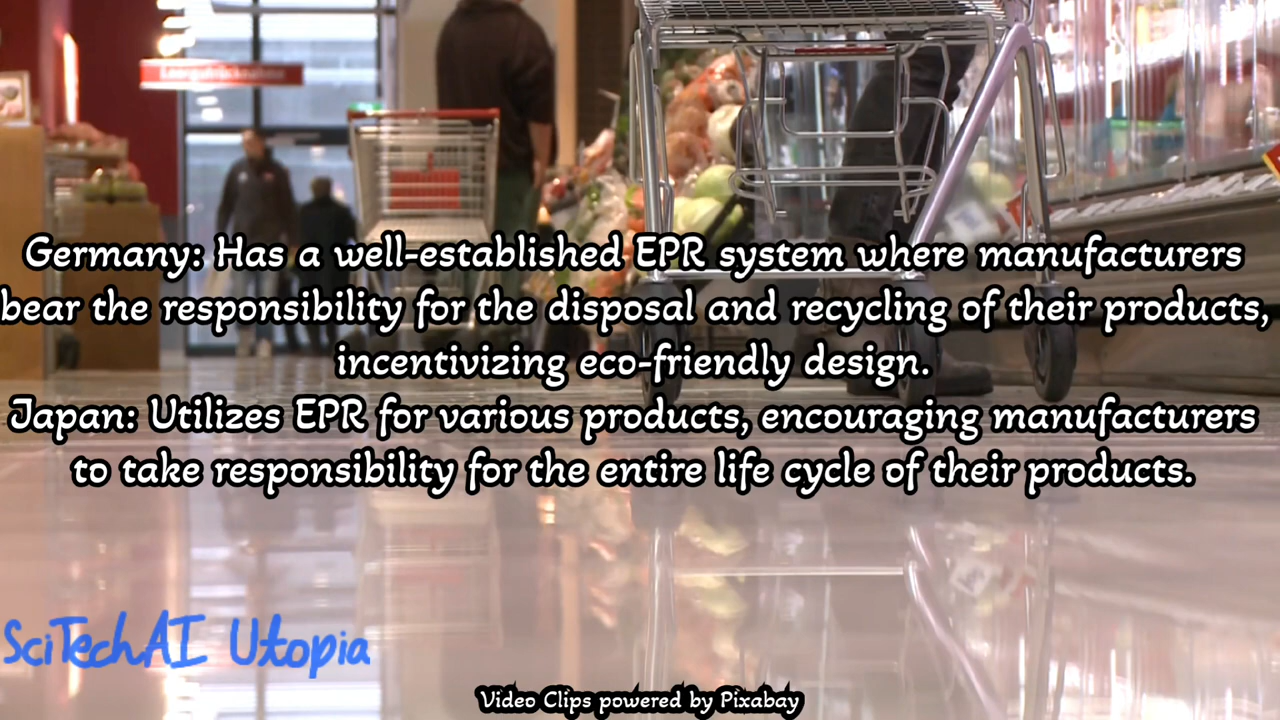 Leergutrücknahme
Germany: Has a well-established EPR system where manufacturers
bear the responsibility for the disposal and recycling of their products,
incentivizing eco-friendly design.
Japan: Utilizes EPR for various products, encouraging manufacturers
to take responsibility for the entire life cycle of their products.
SciTechAI Utopia
Video Clips powered by Pixabay